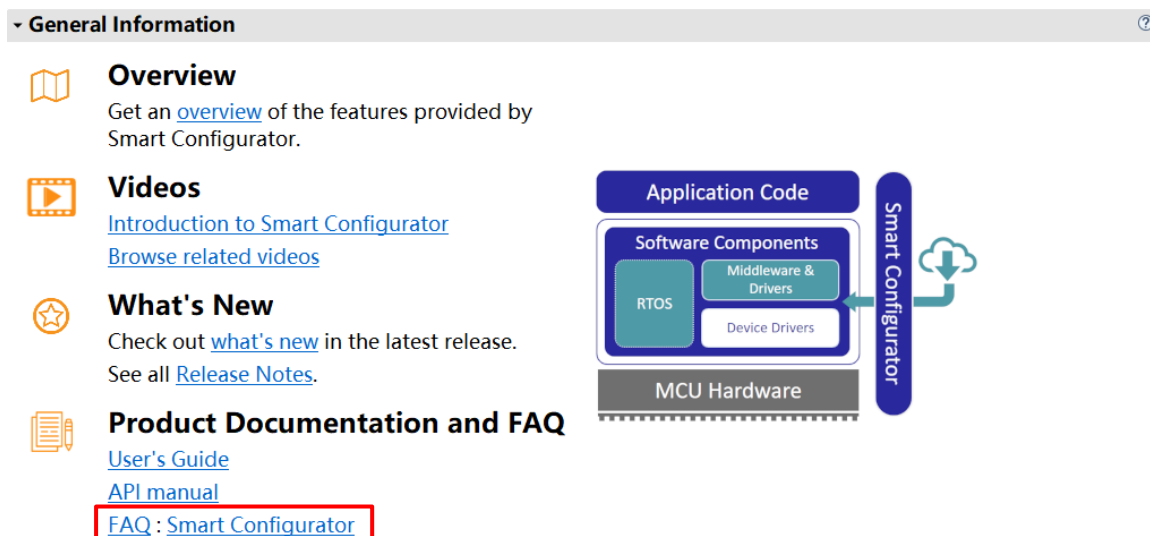 General Information
Overview
Get an overview of the features provided by
Smart Configurator.
Videos
Introduction to Smart Configurator
Browse related videos
What's New
Check out what's new in the latest release.
See all Release Notes.
Product Documentation and FAQ
User's Guide
API manual
FAQ : Smart Configurator
Application Code
Software Components
RTOS
Middleware &
Drivers
Device Drivers
MCU Hardware
Smart Configurator